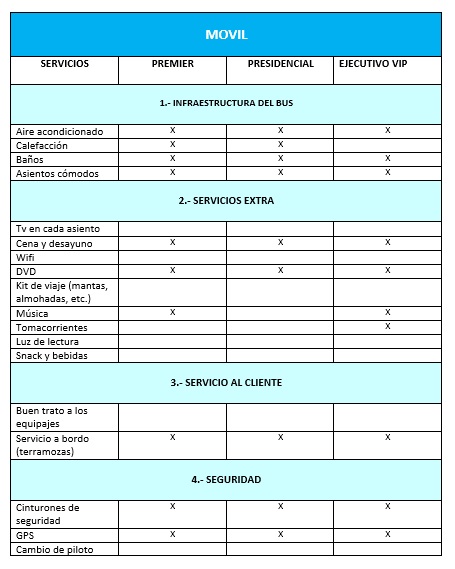 MOVIL
SERVICIOS PREMIER PRESIDENCIAL EJECUTIVO VIP
1.- INFRAESTRUCTURA DEL BUS
Aire acondicionado X X X
Calefacción X X
Baños X X X
Asientos cómodos X X X
2.- SERVICIOS EXTRA
Tv en cada asiento
Cena y desayuno X X X
Wifi
DVD X X X
Kit de viaje (mantas,
almohadas, etc.)
Música X X
Tomacorrientes X
Luz de lectura
Snack y bebidas
3.- SERVICIO AL CLIENTE
Buen trato a los
equipajes
Servicio a bordo X X X
(terramozas)
4.- SEGURIDAD
Cinturones de X X X
seguridad
GPS X X X
Cambio de piloto